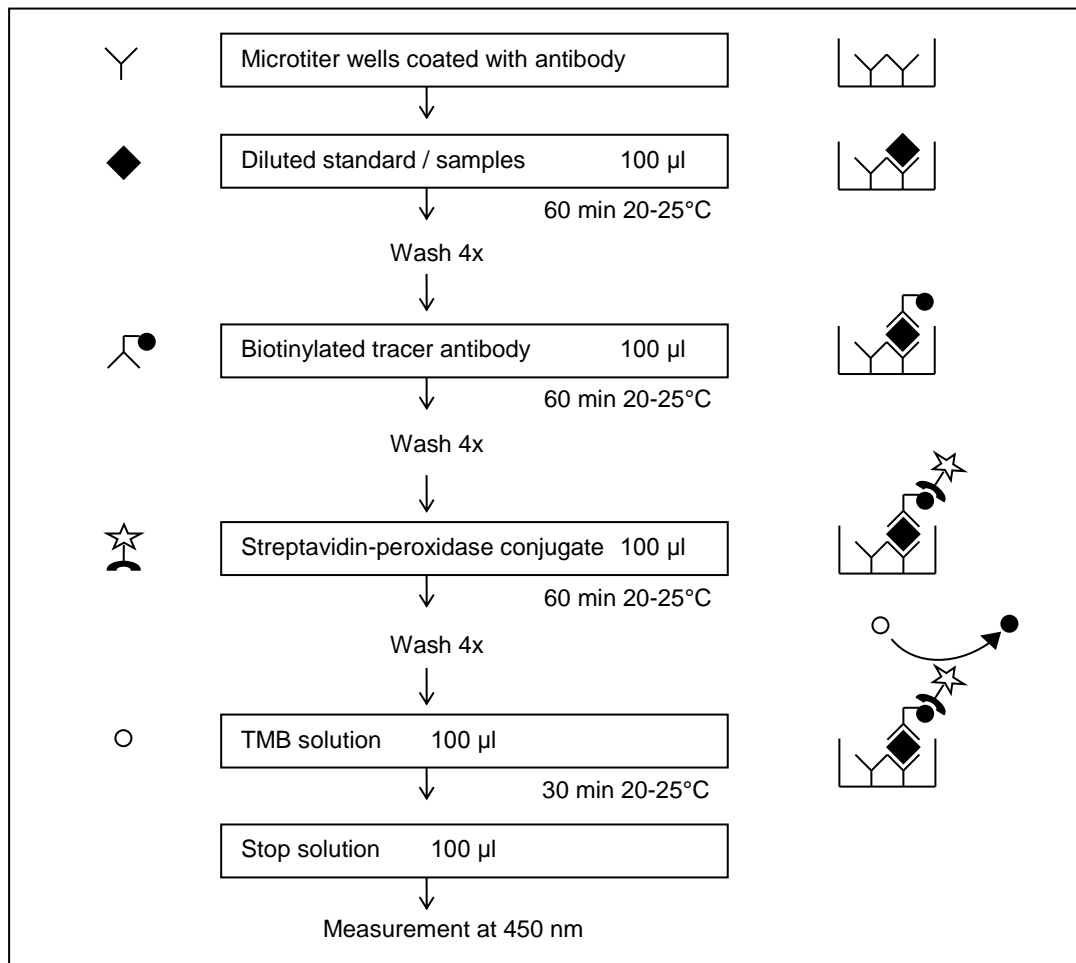 Microtiter wells coated with antibody
Diluted standard / samples 100 µl
60 min 20-25°C
Wash 4x
Biotinylated tracer antibody 100 µl
60 min 20-25°C
Wash 4x
Streptavidin-peroxidase conjugate 100 µl
60 min 20-25°C
Wash 4x
TMB solution 100 µl
30 min 20-25°C
Stop solution 100 µl
Measurement at 450 nm